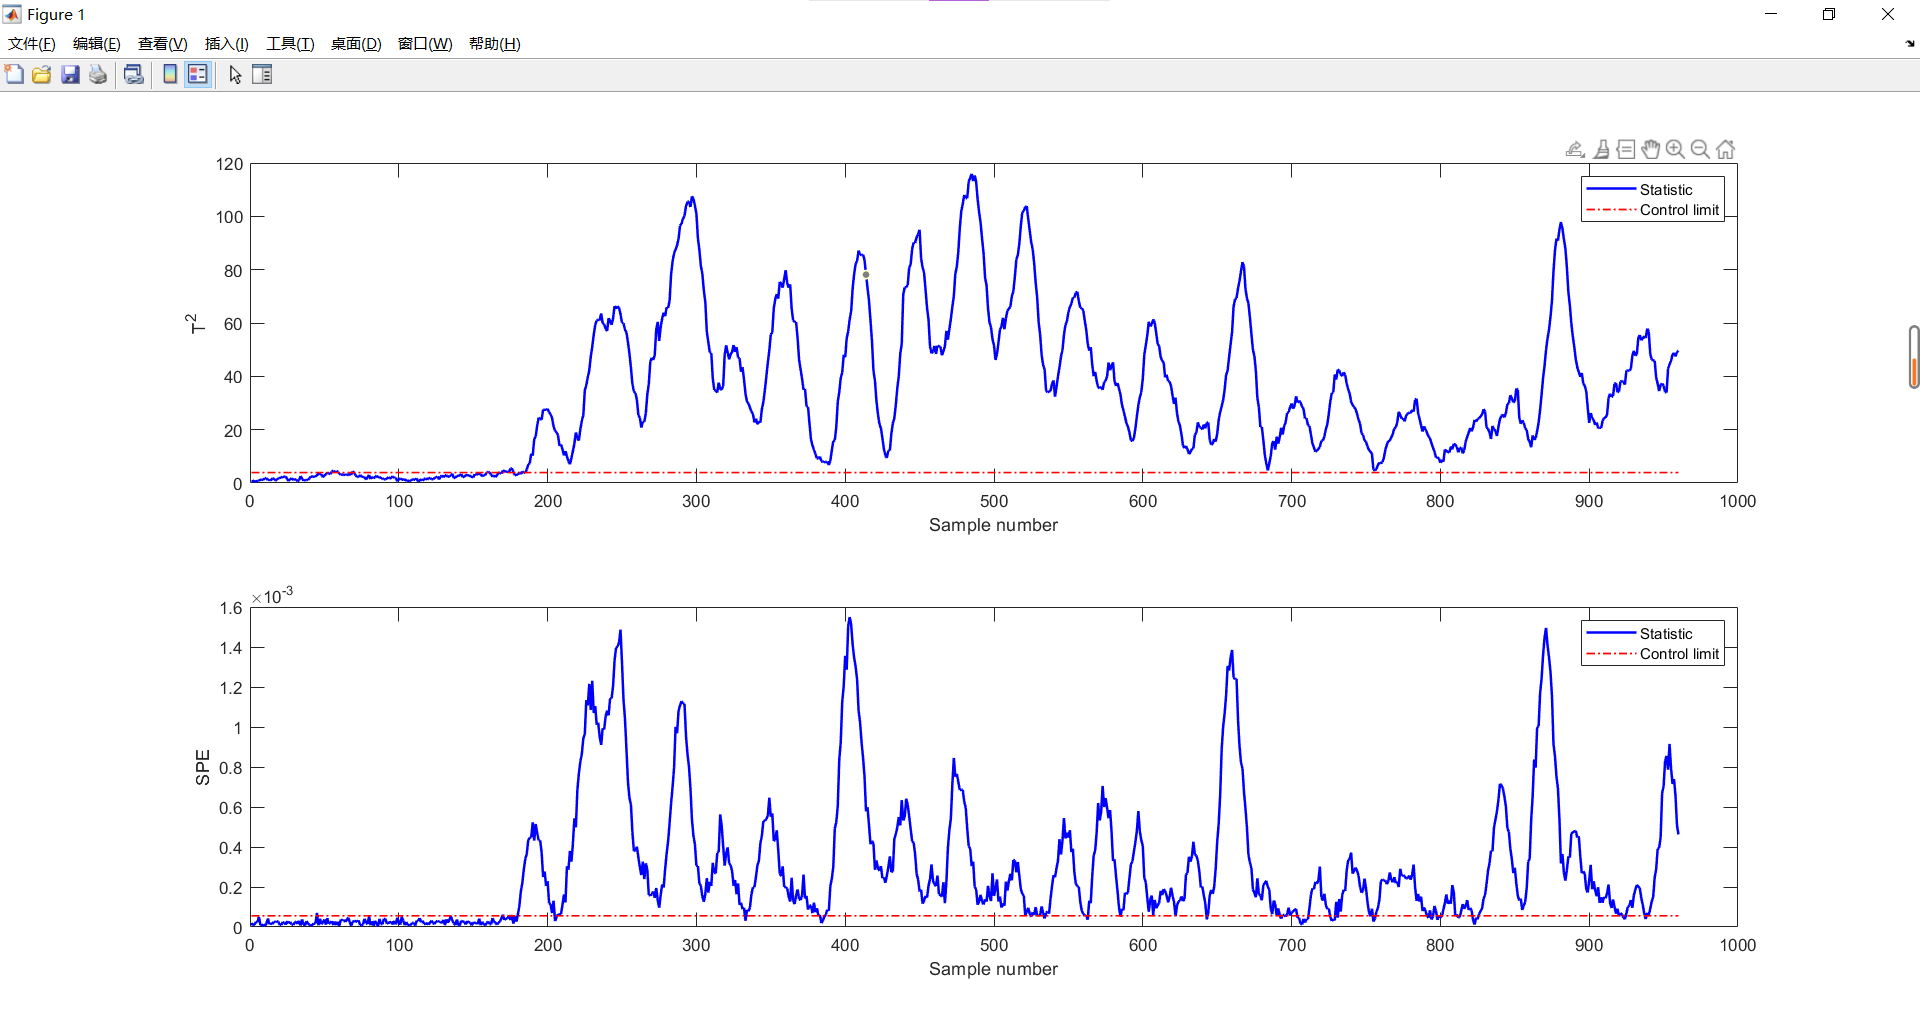 Figure 1
文件(F) 编辑(E) 查看(V) 插入(I) 工具(T) 桌面(D) 窗口(W) 帮助(H)
120
100
80
60
40
20
0
T2
0 100 200 300 400 500 600 700 800 900 1000
Sample number
Statistic
Control limit
×10-3
1.6
1.4
1.2
1
0.8
0.6
0.4
0.2
0
SPE
0 100 200 300 400 500 600 700 800 900 1000
Sample number
Statistic
Control limit